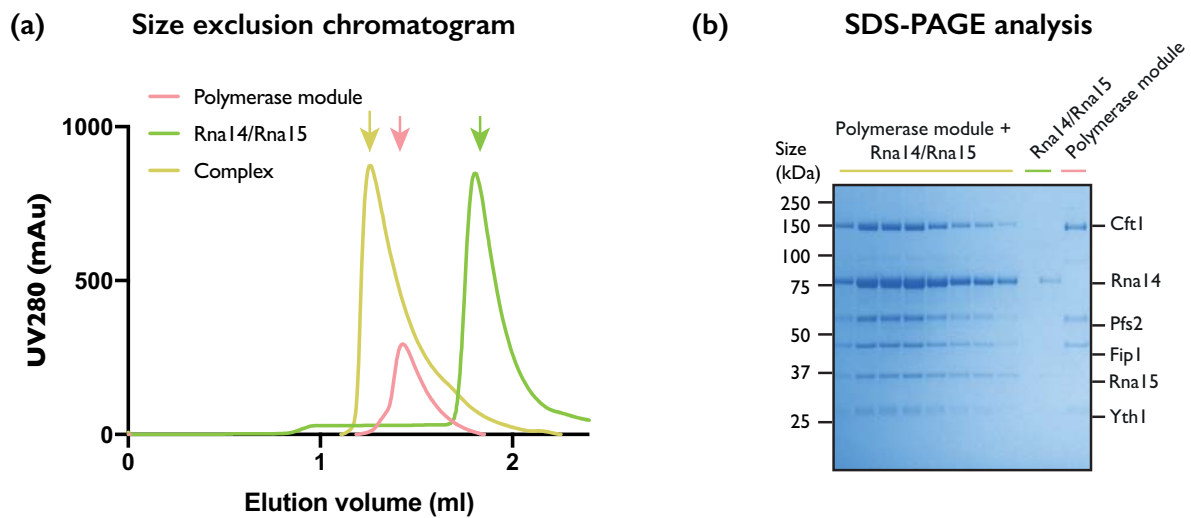 (a)
Size exclusion chromatogram
Polymerase module
Rna14/Rna15
Complex
1000
500
0
UV280 (mAu)
0
1
2
Elution volume (ml)
(b)
SDS-PAGE analysis
Polymerase module +
Rna14/Rna15
Rna14/Rna15
Polymerase module
Size
(kDa)
250
150
100
75
50
37
25
Cft1
Rna14
Pfs2
Fip1
Rna15
Yth1